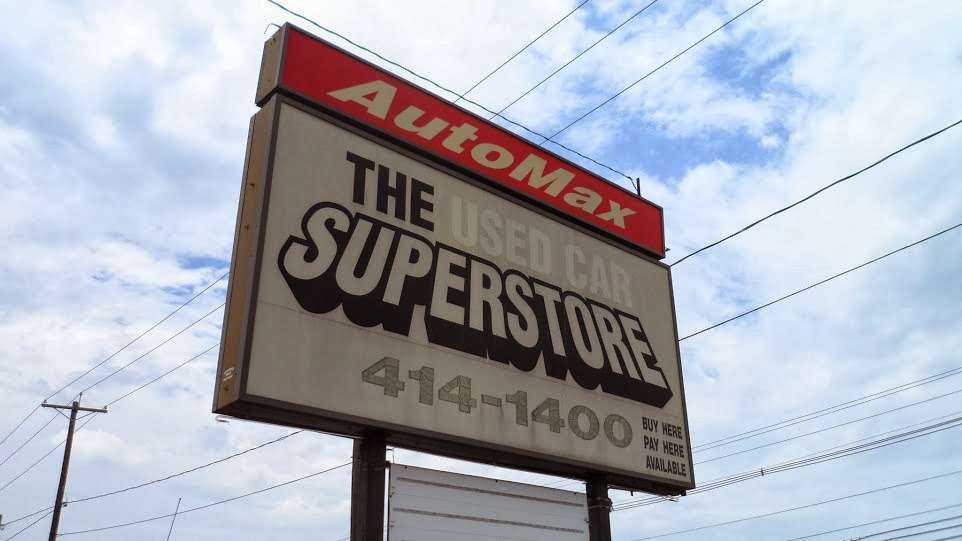 AutoMax
THE USED CAR
SUPERSTORE
414-1400
BUY HERE
PAY HERE
AVAILABLE